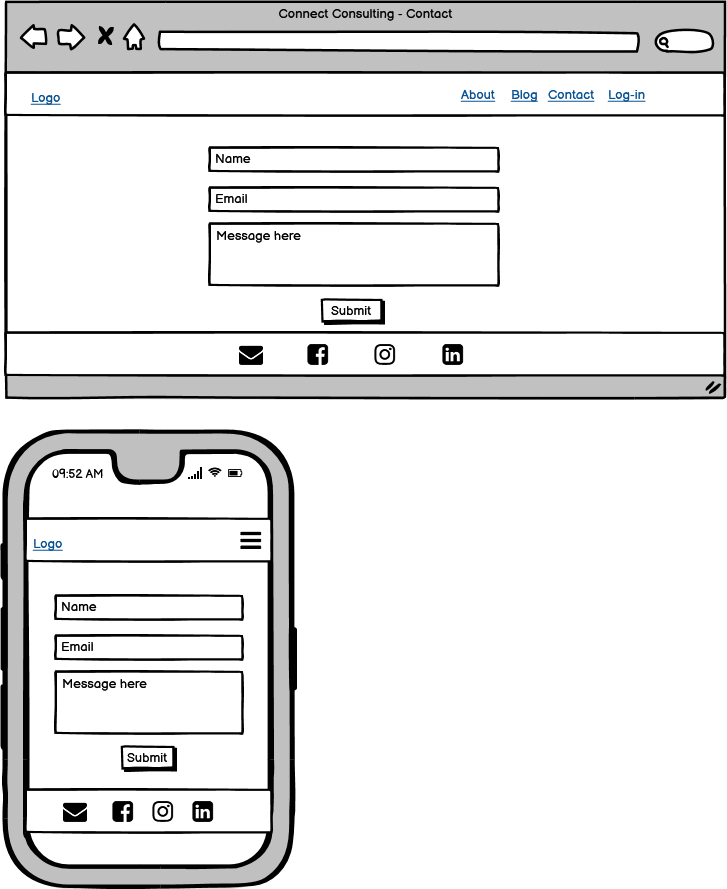 Connect Consulting - Contact
Logo About Blog Contact Log-in
Name
Email
Message here
Submit
09:52 AM
Logo
Name
Email
Message here
Submit